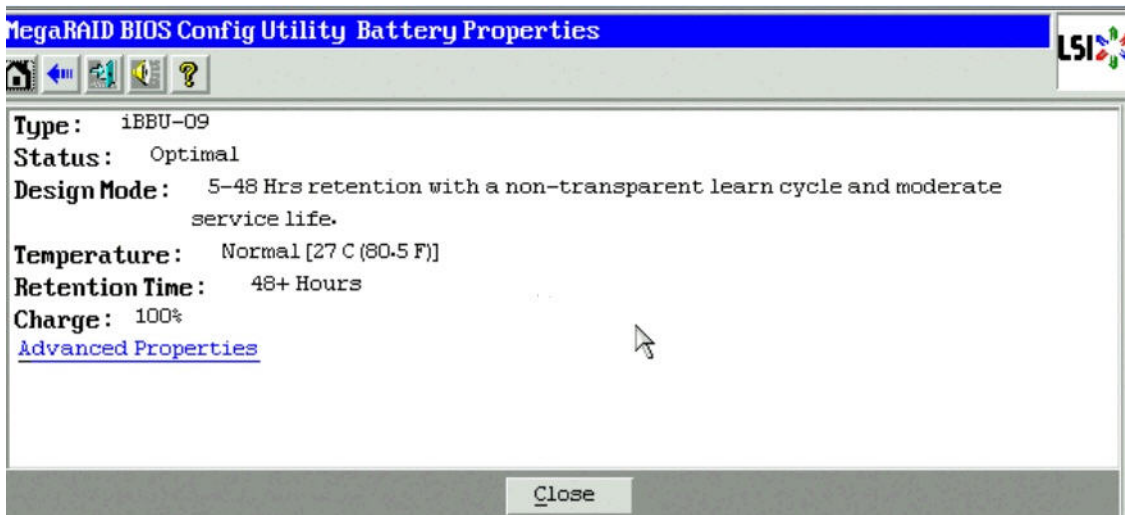 MegaRAID BIOS Config Utility Battery Properties
LSI
Type: iBBU-09
Status: Optimal
Design Mode: 5-48 Hrs retention with a non-transparent learn cycle and moderate
service life.
Temperature: Normal [27 C (80.5 F)]
Retention Time: 48+ Hours
Charge: 100%
Advanced Properties
Close